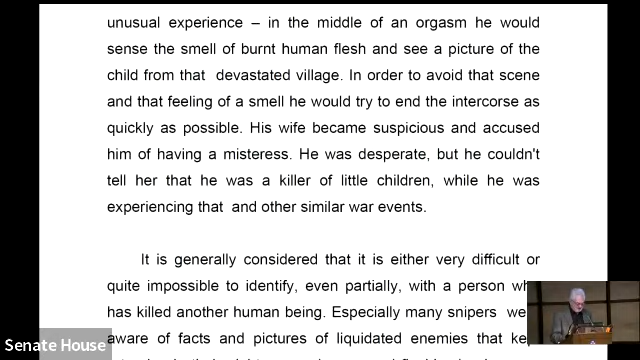 unusual experience – in the middle of an orgasm he would
sense the smell of burnt human flesh and see a picture of the
child from that devastated village. In order to avoid that scene
and that feeling of a smell he would try to end the intercorse as
quickly as possible. His wife became suspicious and accused
him of having a misteress. He was desperate, but he couldn't
tell her that he was a killer of little children, while he was
experiencing that and other similar war events.
It is generally considered that it is either very difficult or
quite impossible to identify, even partially, with a person
has killed another human being. Especially many snipers
aware of facts and pictures of liquidated enemies that
Senate House